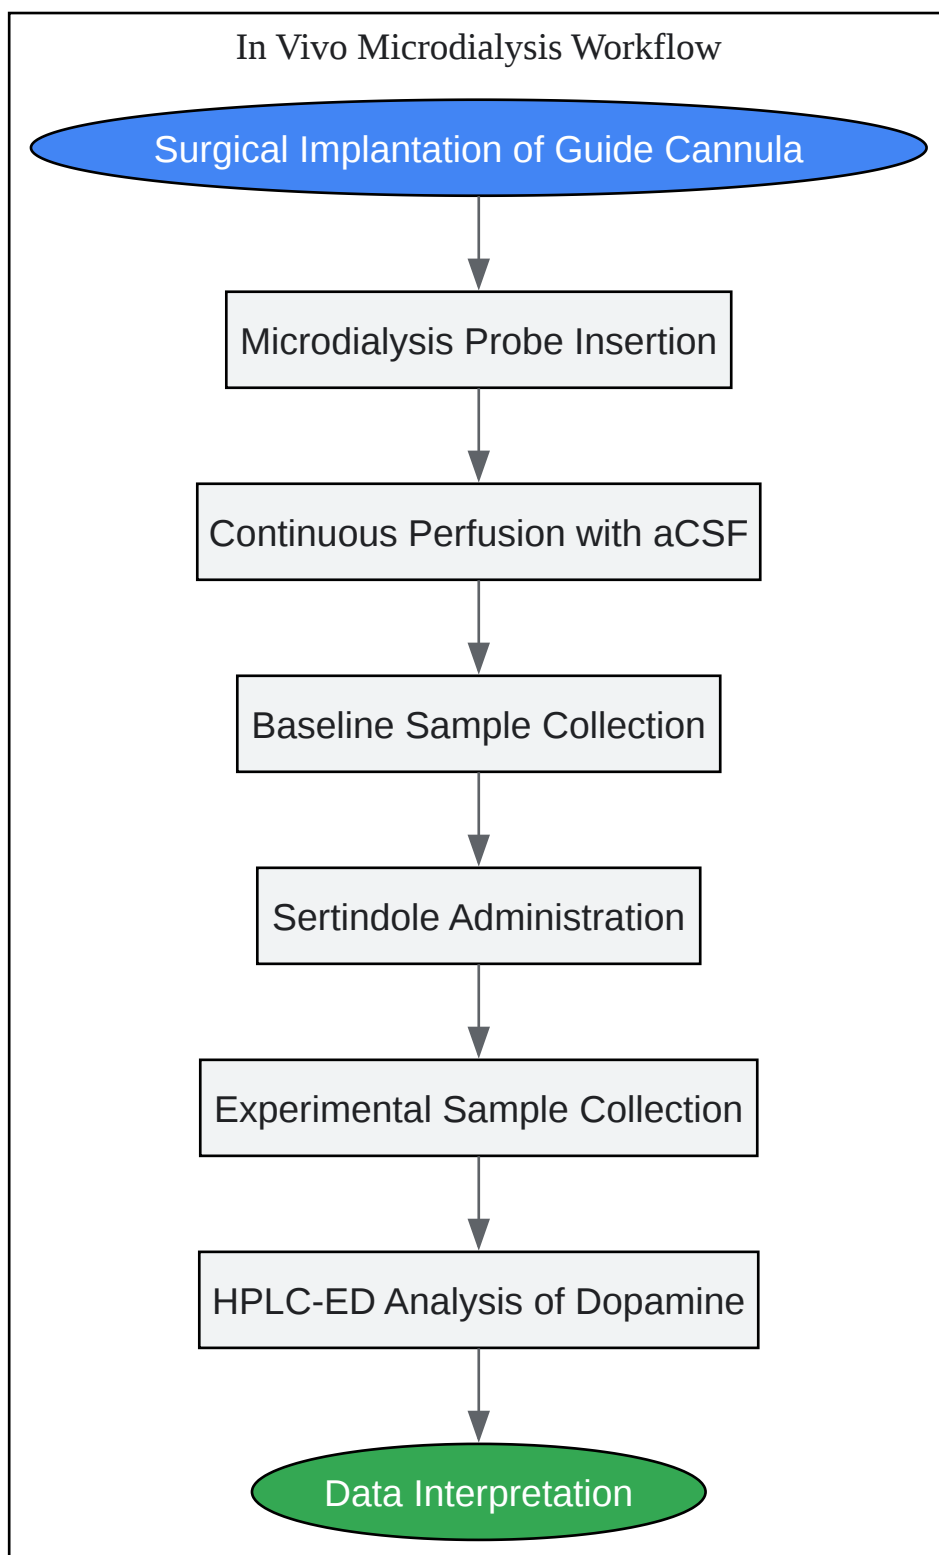 In Vivo Microdialysis Workflow
Surgical Implantation of Guide Cannula
Microdialysis Probe Insertion
Continuous Perfusion with aCSF
Baseline Sample Collection
Sertindole Administration
Experimental Sample Collection
HPLC-ED Analysis of Dopamine
Data Interpretation